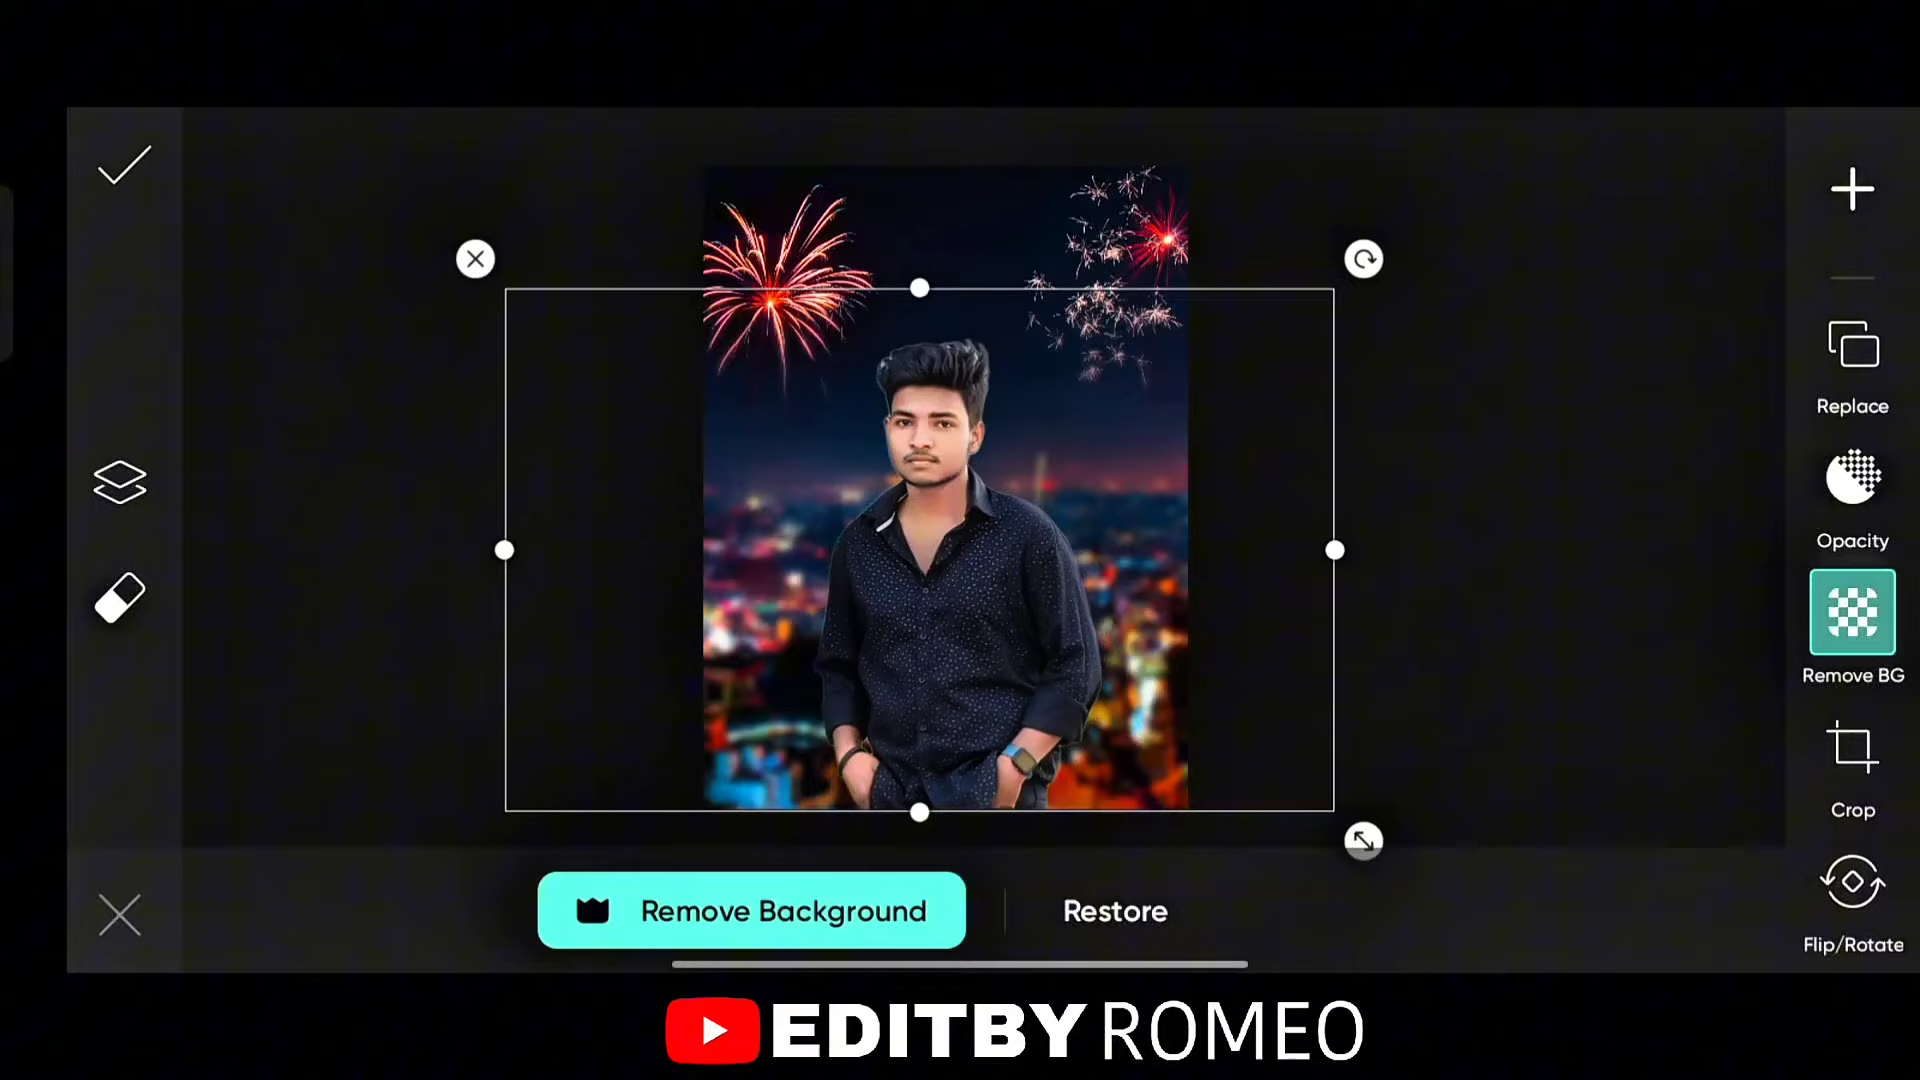 Replace
Opacity
Remove BG
Crop
Flip/Rotate
Remove Background
Restore
EDITBY ROMEO